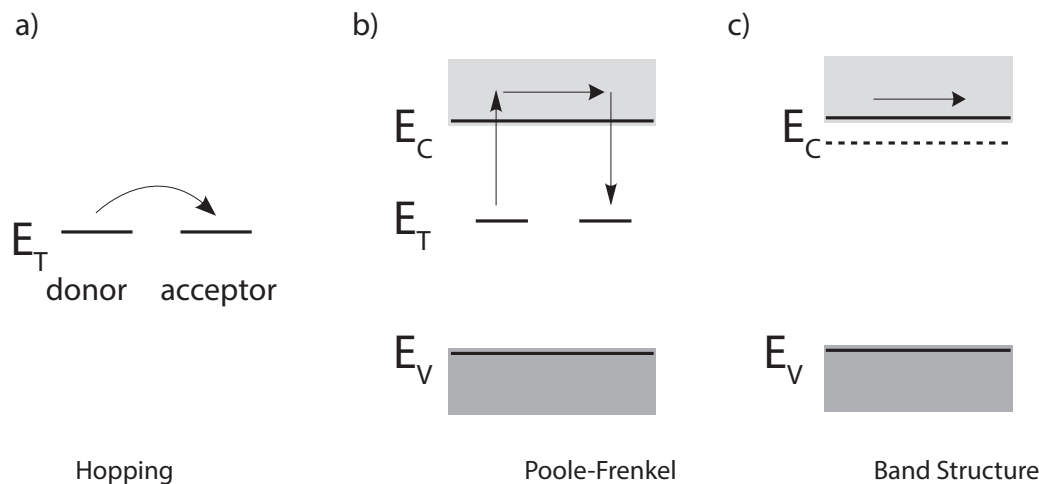 a)
E_T
donor
acceptor
Hopping
b)
E_C
E_T
E_V
Poole-Frenkel
c)
E_C
E_V
Band Structure